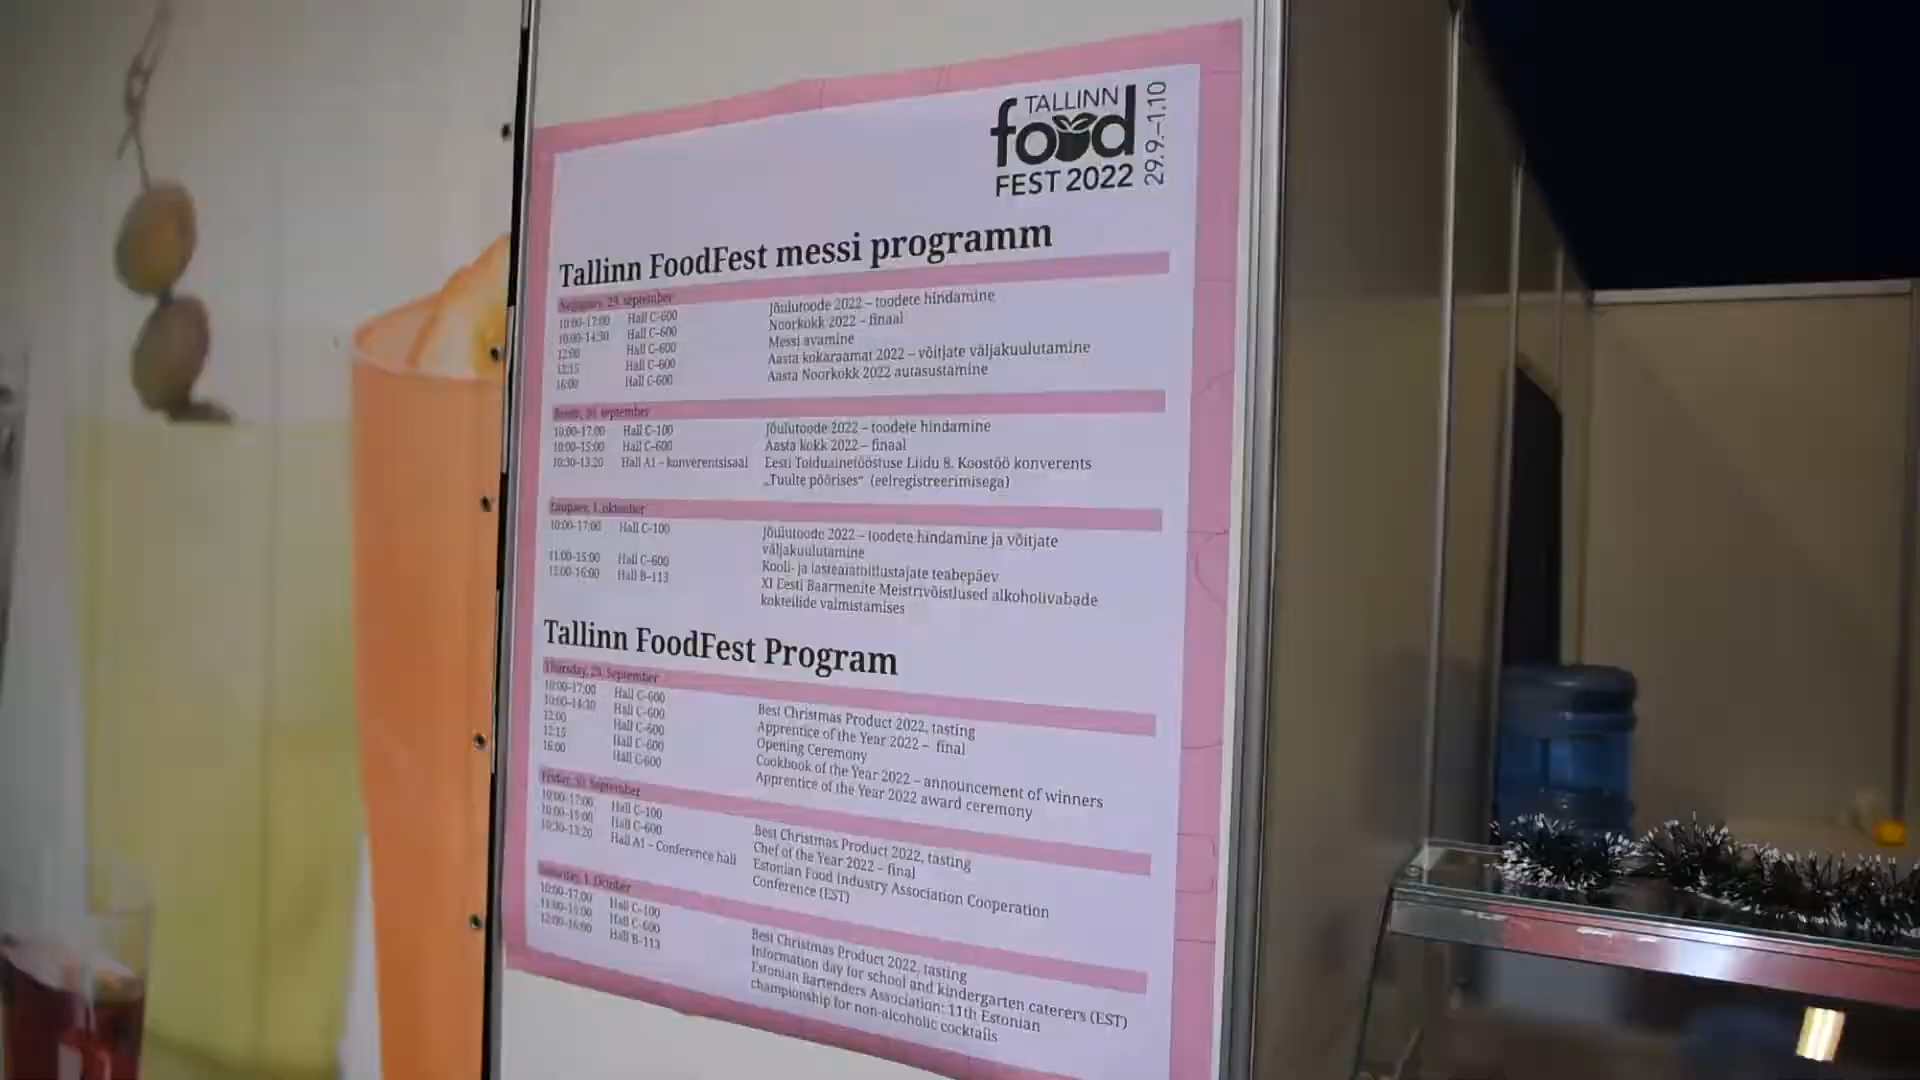 TALLINN
food
FEST 2022
29.9.–1.10
Tallinn FoodFest messi programm
Neljapäev, 29. september
10:00-17:00 Hall C-600 Jõulutoode 2022 – toodete hindamine
10:00-14:30 Hall C-600 Noorkokk 2022 – finaal
12:00 Hall C-600 Messi avamine
12:15 Hall C-600 Aasta kokaraamat 2022 – võitjate väljakuulutamine
16:00 Hall C-600 Aasta Noorkokk 2022 autasustamine
Reede, 30. september
10:00-17:00 Hall C-100 Jõulutoode 2022 – toodete hindamine
10:00-15:00 Hall C-600 Aasta kokk 2022 – finaal
10:30-13:20 Hall A1 – konverentsisaal Eesti Toiduainetööstuse Liidu 8. Koostöö konverents
„Tuulte pöörises“ (eelregistreerimisega)
Laupäev, 1. oktoober
10:00-17:00 Hall C-100 Jõulutoode 2022 – toodete hindamine ja võitjate
väljakuulutamine
11:00-15:00 Hall C-600 Kooli- ja lasteaiatoitlustajate teabepäev
12:00-16:00 Hall B-113 XI Eesti Baarmenite Meistrivõistlused alkoholivabade
kokteilide valmistamises
Tallinn FoodFest Program
Thursday, 29. September
10:00-17:00 Hall C-600 Best Christmas Product 2022, tasting
10:00-14:30 Hall C-600 Apprentice of the Year 2022 – final
12:00 Hall C-600 Opening Ceremony
12:15 Hall C-600 Cookbook of the Year 2022 – announcement of winners
16:00 Hall C-600 Apprentice of the Year 2022 award ceremony
Friday, 30. September
10:00-17:00 Hall C-100 Best Christmas Product 2022, tasting
10:00-15:00 Hall C-600 Chef of the Year 2022 – final
10:30-13:20 Hall A1 – Conference hall Estonian Food Industry Association Cooperation
Conference (EST)
Saturday, 1. October
10:00-17:00 Hall C-100 Best Christmas Product 2022, tasting
11:00-15:00 Hall C-600 Information day for school and kindergarten caterers (EST)
12:00-16:00 Hall B-113 Estonian Bartenders Association: 11th Estonian
championship for non-alcoholic cocktails